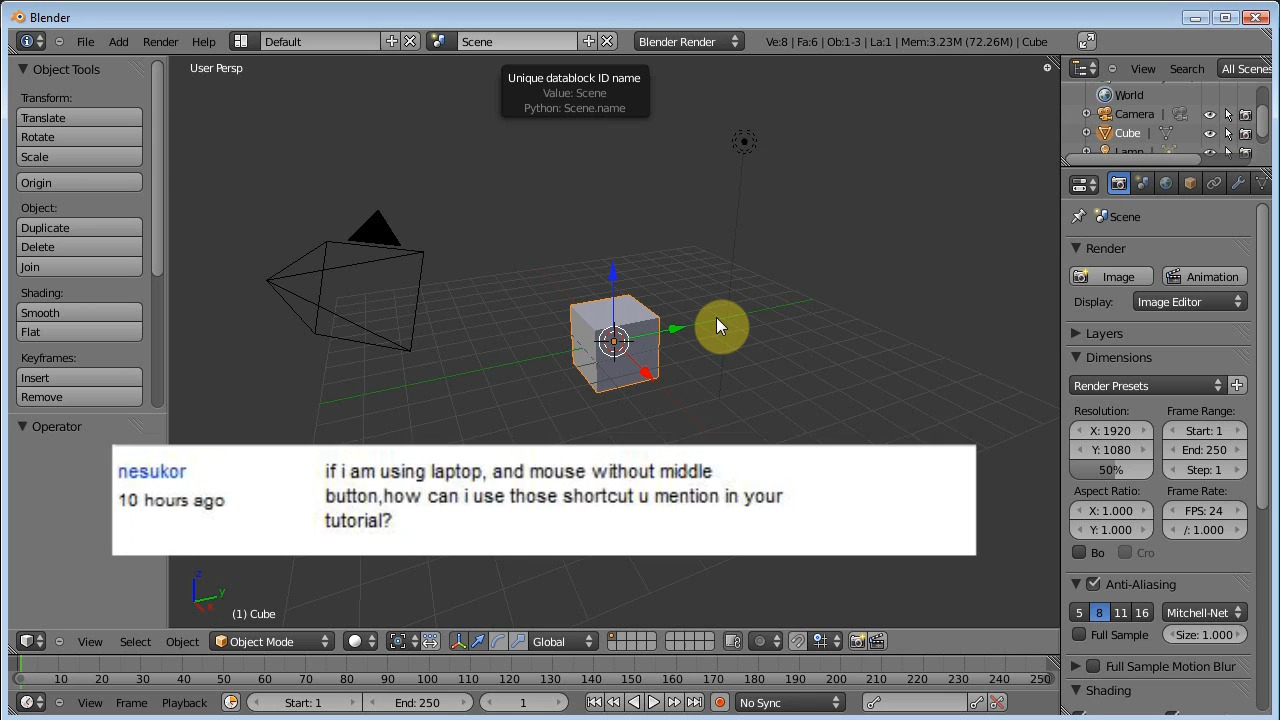 Blender
File Add Render Help Default Scene Blender Render Ve:8 | Fa:6 | Ob:1-3 | La:1 | Mem:3.23M (72.26M) | Cube
Object Tools
Transform:
Translate
Rotate
Scale
Origin
Object:
Duplicate
Delete
Join
Shading:
Smooth
Flat
Keyframes:
Insert
Remove
Operator
User Persp
Unique datablock ID name
Value: Scene
Python: Scene.name
View Search All Scenes
World
Camera
Cube
Lamp
Scene
Render
Image Animation
Display: Image Editor
Layers
Dimensions
Render Presets
Resolution: Frame Range:
X: 1920 Start: 1
Y: 1080 End: 250
50% Step: 1
Aspect Ratio: Frame Rate:
X: 1.000 FPS: 24
Y: 1.000 /: 1.000
Bo Cro
Anti-Aliasing
5 8 11 16 Mitchell-Net
Full Sample Size: 1.000
Full Sample Motion Blur
Shading
nesukor
10 hours ago
if i am using laptop, and mouse without middle
button,how can i use those shortcut u mention in your
tutorial?
z
y
x
(1) Cube
View Select Object Object Mode Global
10 20 30 40 50 60 70 80 90 100 110 120 130 140 150 160 170 180 190 200 210 220 230 240 250
View Frame Playback Start: 1 End: 250 1 No Sync